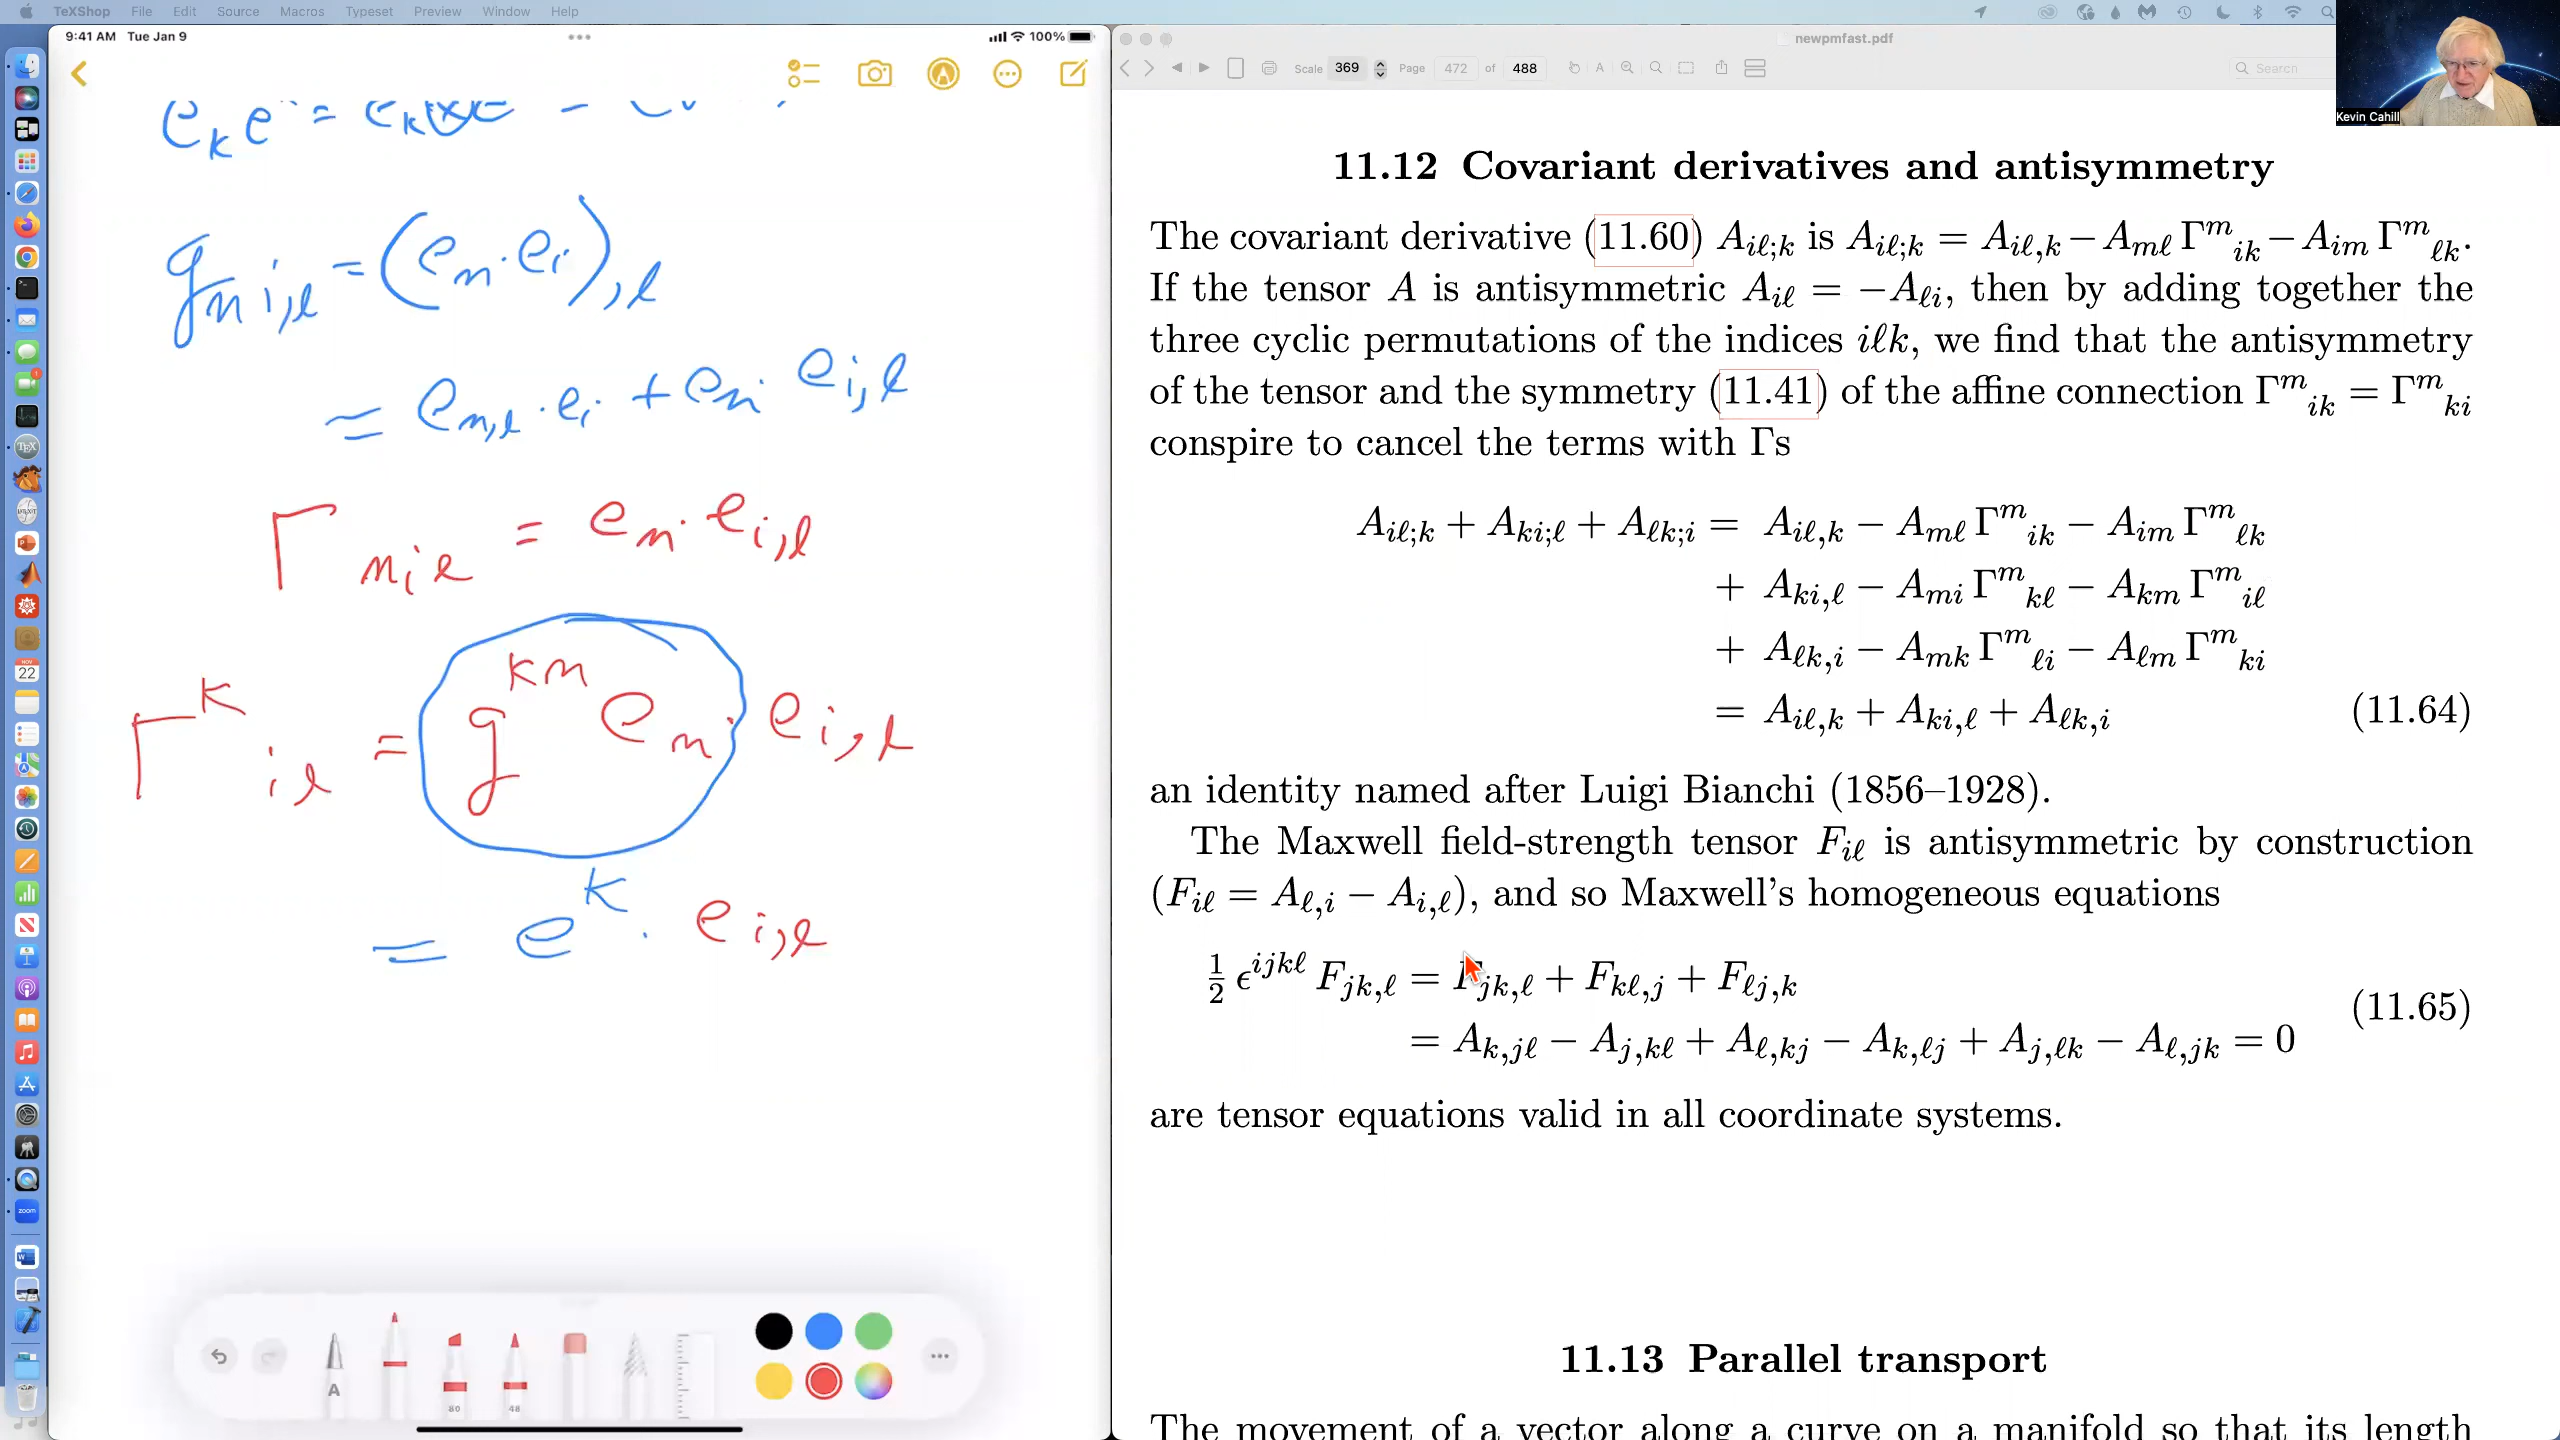 TeXShop File Edit Source Macros Typeset Preview Window Help
9:41 AM Tue Jan 9
100%
g_{ni,ℓ} = (e_n · e_i)_{,ℓ}
= e_{n,ℓ} · e_i + e_n · e_{i,ℓ}
Γ_{niℓ} = e_n · e_{i,ℓ}
Γ^k_{iℓ} = g^{kn} e_n · e_{i,ℓ}
= e^k · e_{i,ℓ}
A
80
48
NOV
22
zoom
newpmfast.pdf
Scale 369 Page 472 of 488
Search
Kevin Cahill
11.12 Covariant derivatives and antisymmetry
The covariant derivative (11.60) A_{iℓ;k} is A_{iℓ;k} = A_{iℓ,k} − A_{mℓ} Γ^m_{ik} − A_{im} Γ^m_{ℓk}.
If the tensor A is antisymmetric A_{iℓ} = −A_{ℓi}, then by adding together the
three cyclic permutations of the indices iℓk, we find that the antisymmetry
of the tensor and the symmetry (11.41) of the affine connection Γ^m_{ik} = Γ^m_{ki}
conspire to cancel the terms with Γs
A_{iℓ;k} + A_{ki;ℓ} + A_{ℓk;i} = A_{iℓ,k} − A_{mℓ} Γ^m_{ik} − A_{im} Γ^m_{ℓk}
+ A_{ki,ℓ} − A_{mi} Γ^m_{kℓ} − A_{km} Γ^m_{iℓ}
+ A_{ℓk,i} − A_{mk} Γ^m_{ℓi} − A_{ℓm} Γ^m_{ki}
= A_{iℓ,k} + A_{ki,ℓ} + A_{ℓk,i} (11.64)
an identity named after Luigi Bianchi (1856–1928).
The Maxwell field-strength tensor F_{iℓ} is antisymmetric by construction
(F_{iℓ} = A_{ℓ,i} − A_{i,ℓ}), and so Maxwell's homogeneous equations
½ ϵ^{ijkℓ} F_{jk,ℓ} = F_{jk,ℓ} + F_{kℓ,j} + F_{ℓj,k}
= A_{k,jℓ} − A_{j,kℓ} + A_{ℓ,kj} − A_{k,ℓj} + A_{j,ℓk} − A_{ℓ,jk} = 0 (11.65)
are tensor equations valid in all coordinate systems.
11.13 Parallel transport
The movement of a vector along a curve on a manifold so that its length